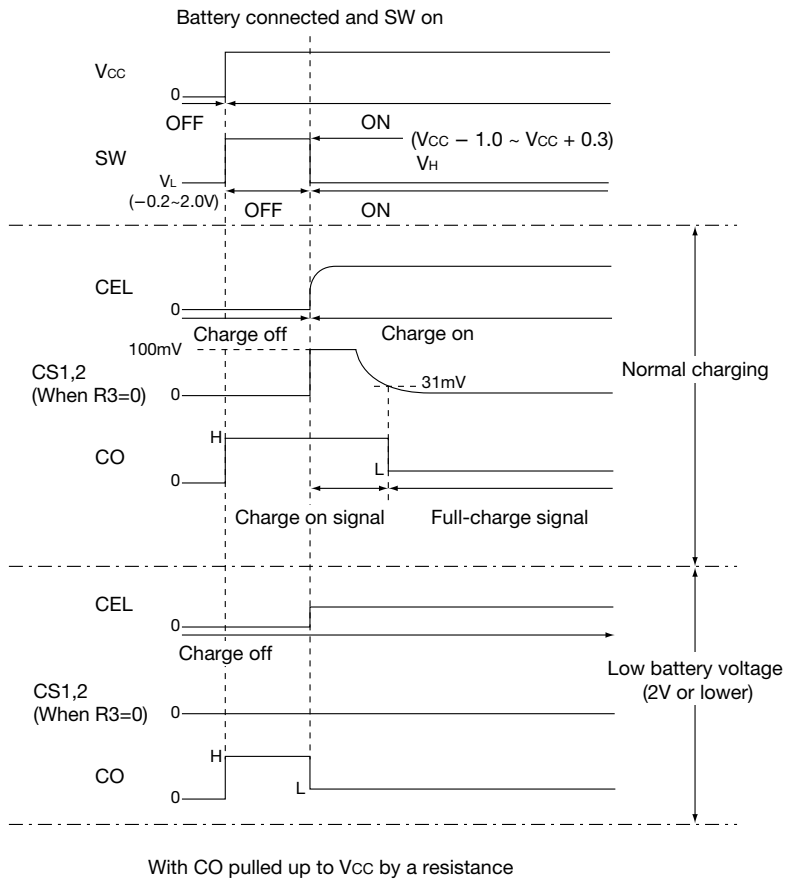 Battery connected and SW on
VCC
0
OFF
ON
(VCC − 1.0 ~ VCC + 0.3)
VH
SW
VL
(−0.2~2.0V)
OFF
ON
CEL
0
Charge off
Charge on
100mV
CS1,2
(When R3=0)
0
31mV
Normal charging
H
CO
L
0
Charge on signal
Full-charge signal
CEL
0
Charge off
Low battery voltage
(2V or lower)
CS1,2
(When R3=0)
0
H
CO
L
0
With CO pulled up to VCC by a resistance